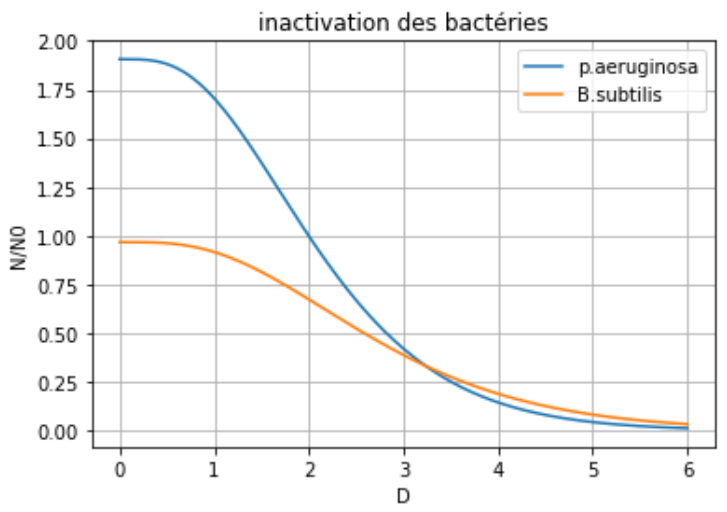 inactivation des bactéries
p.aeruginosa
B.subtilis
N/N0
2.00
1.75
1.50
1.25
1.00
0.75
0.50
0.25
0.00
0 1 2 3 4 5 6
D